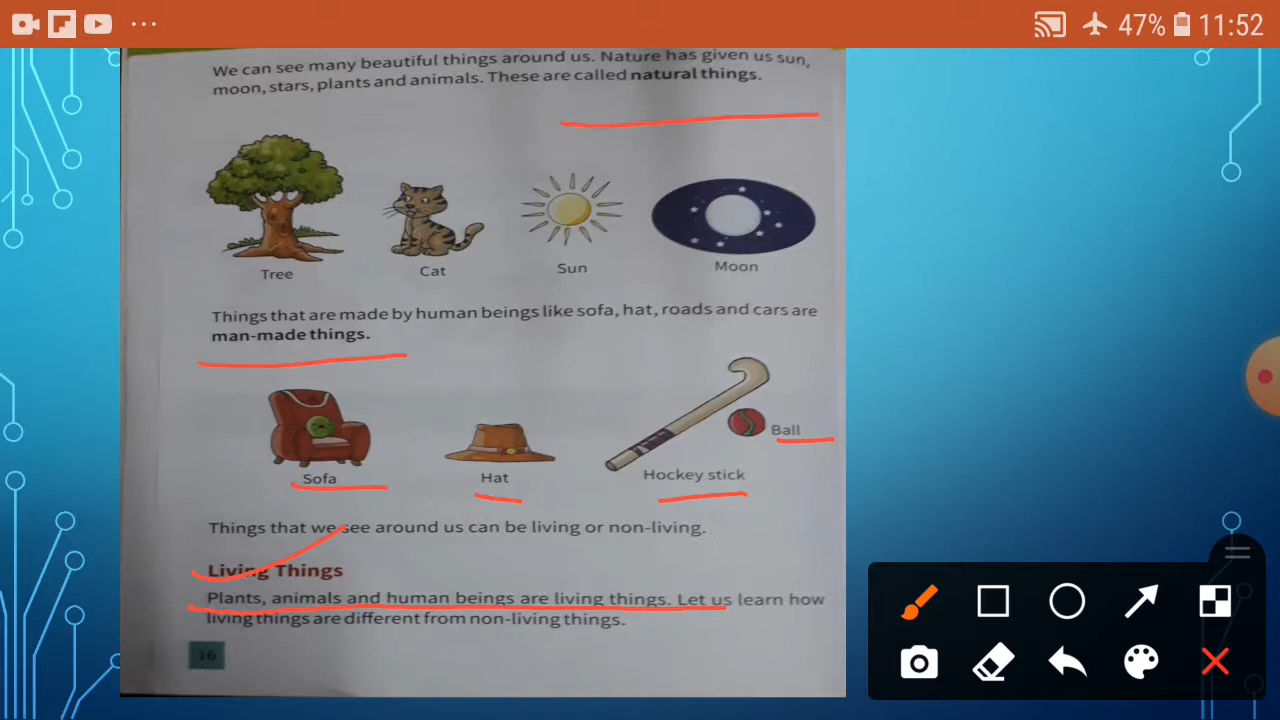 47% 11:52
We can see many beautiful things around us. Nature has given us sun,
moon, stars, plants and animals. These are called natural things.
Tree
Cat
Sun
Moon
Things that are made by human beings like sofa, hat, roads and cars are
man-made things.
Ball
Sofa
Hat
Hockey stick
Things that we see around us can be living or non-living.
Living Things
Plants, animals and human beings are living things. Let us learn how
living things are different from non-living things.
16